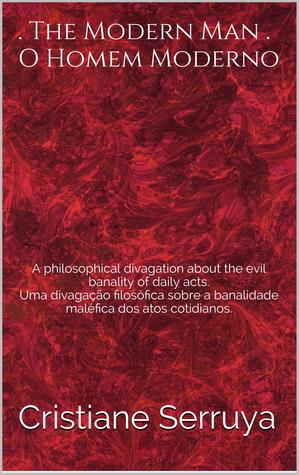 . The Modern Man .
O Homem Moderno
A philosophical divagation about the evil
banality of daily acts.
Uma divagação filosófica sobre a banalidade
maléfica dos atos cotidianos.
Cristiane Serruya